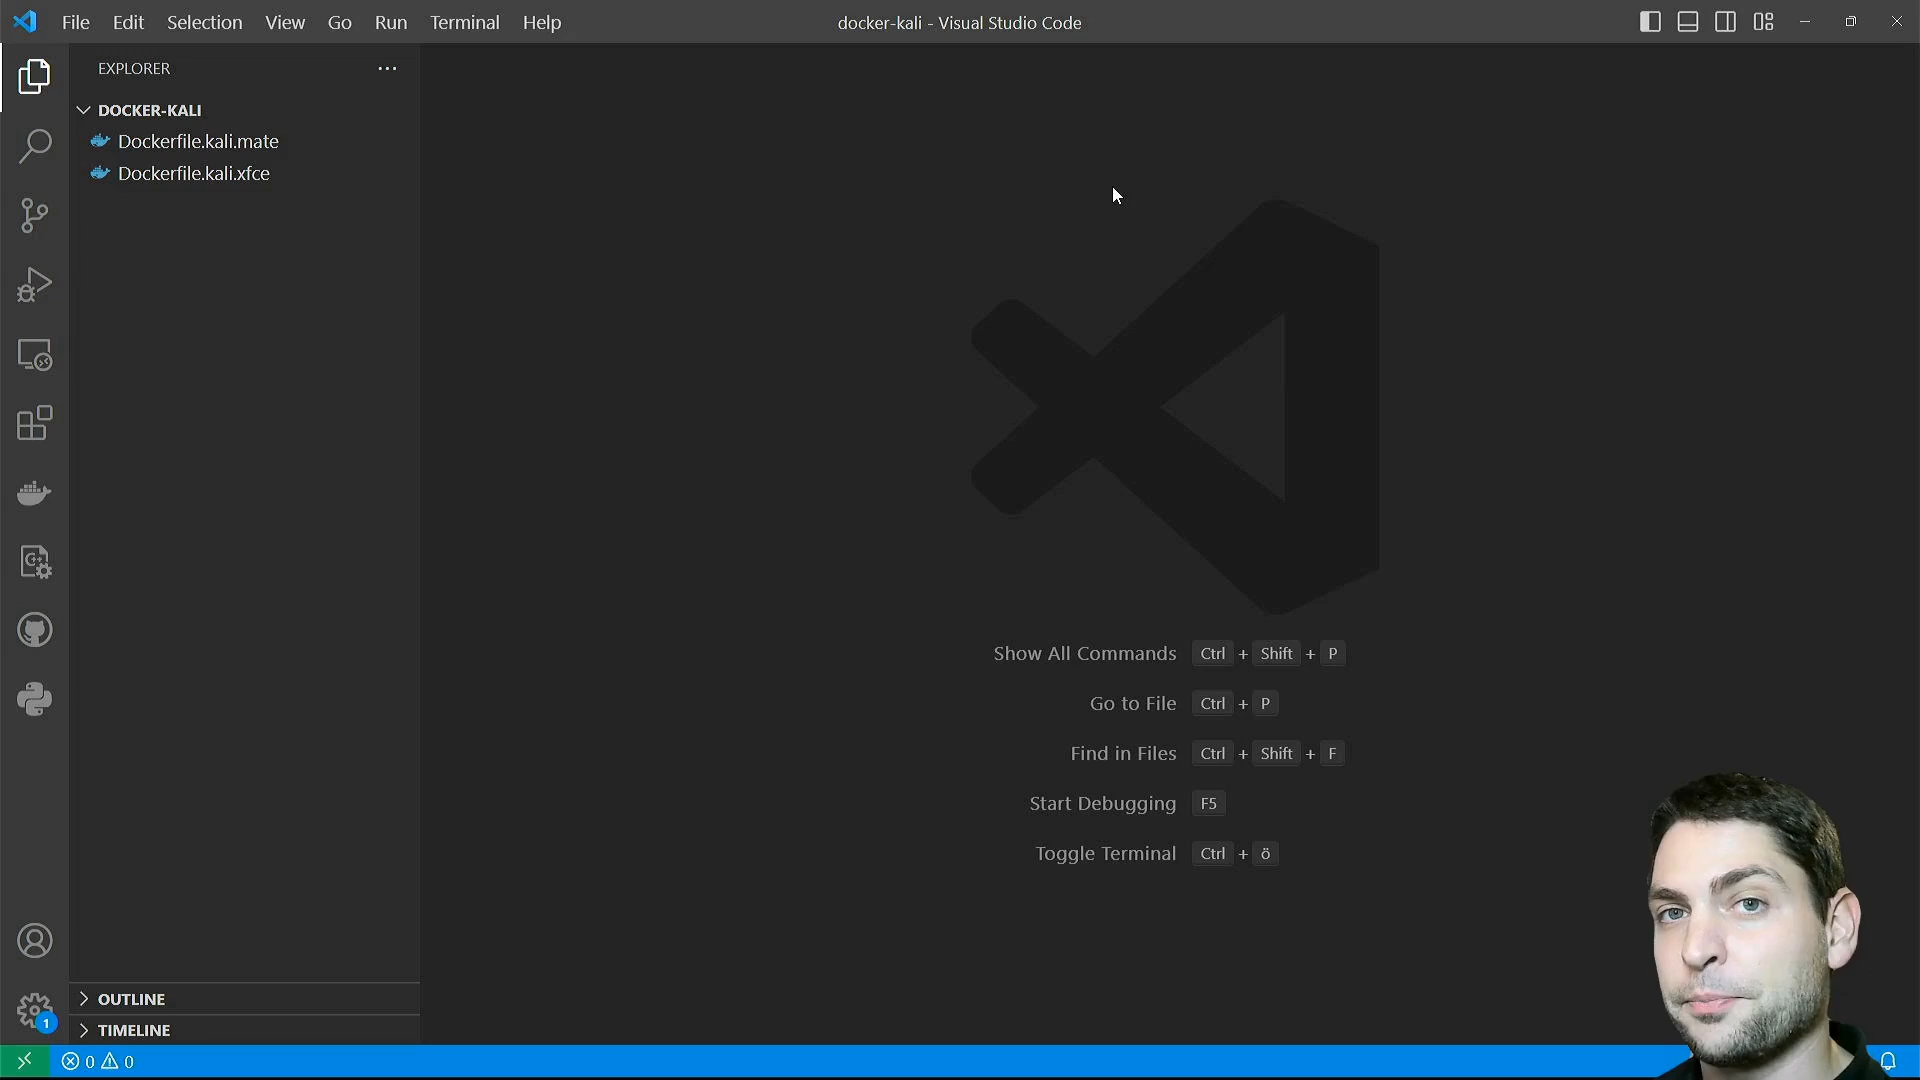 File Edit Selection View Go Run Terminal Help
docker-kali - Visual Studio Code
EXPLORER
DOCKER-KALI
Dockerfile.kali.mate
Dockerfile.kali.xfce
Show All Commands Ctrl + Shift + P
Go to File Ctrl + P
Find in Files Ctrl + Shift + F
Start Debugging F5
Toggle Terminal Ctrl + ö
OUTLINE
1
TIMELINE
0 0